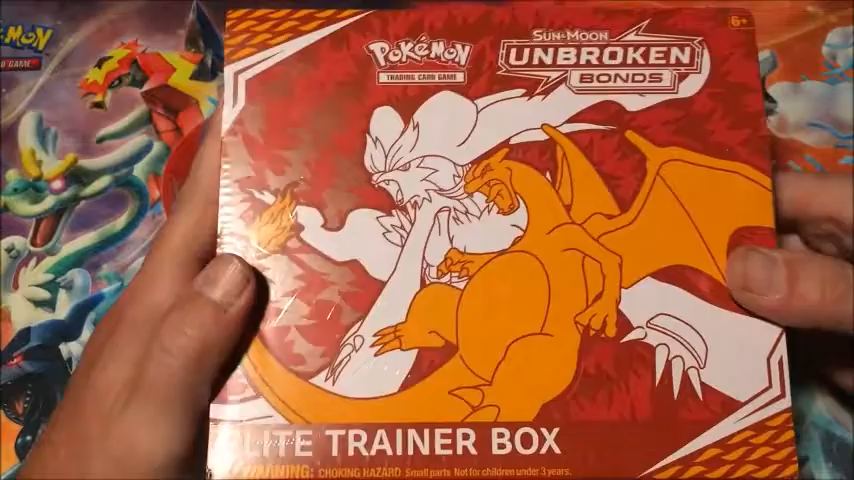 Pokémon
TRADING CARD GAME
SUN & MOON
UNBROKEN
BONDS
6+
ELITE TRAINER BOX
WARNING: CHOKING HAZARD. Small parts. Not for children under 3 years.